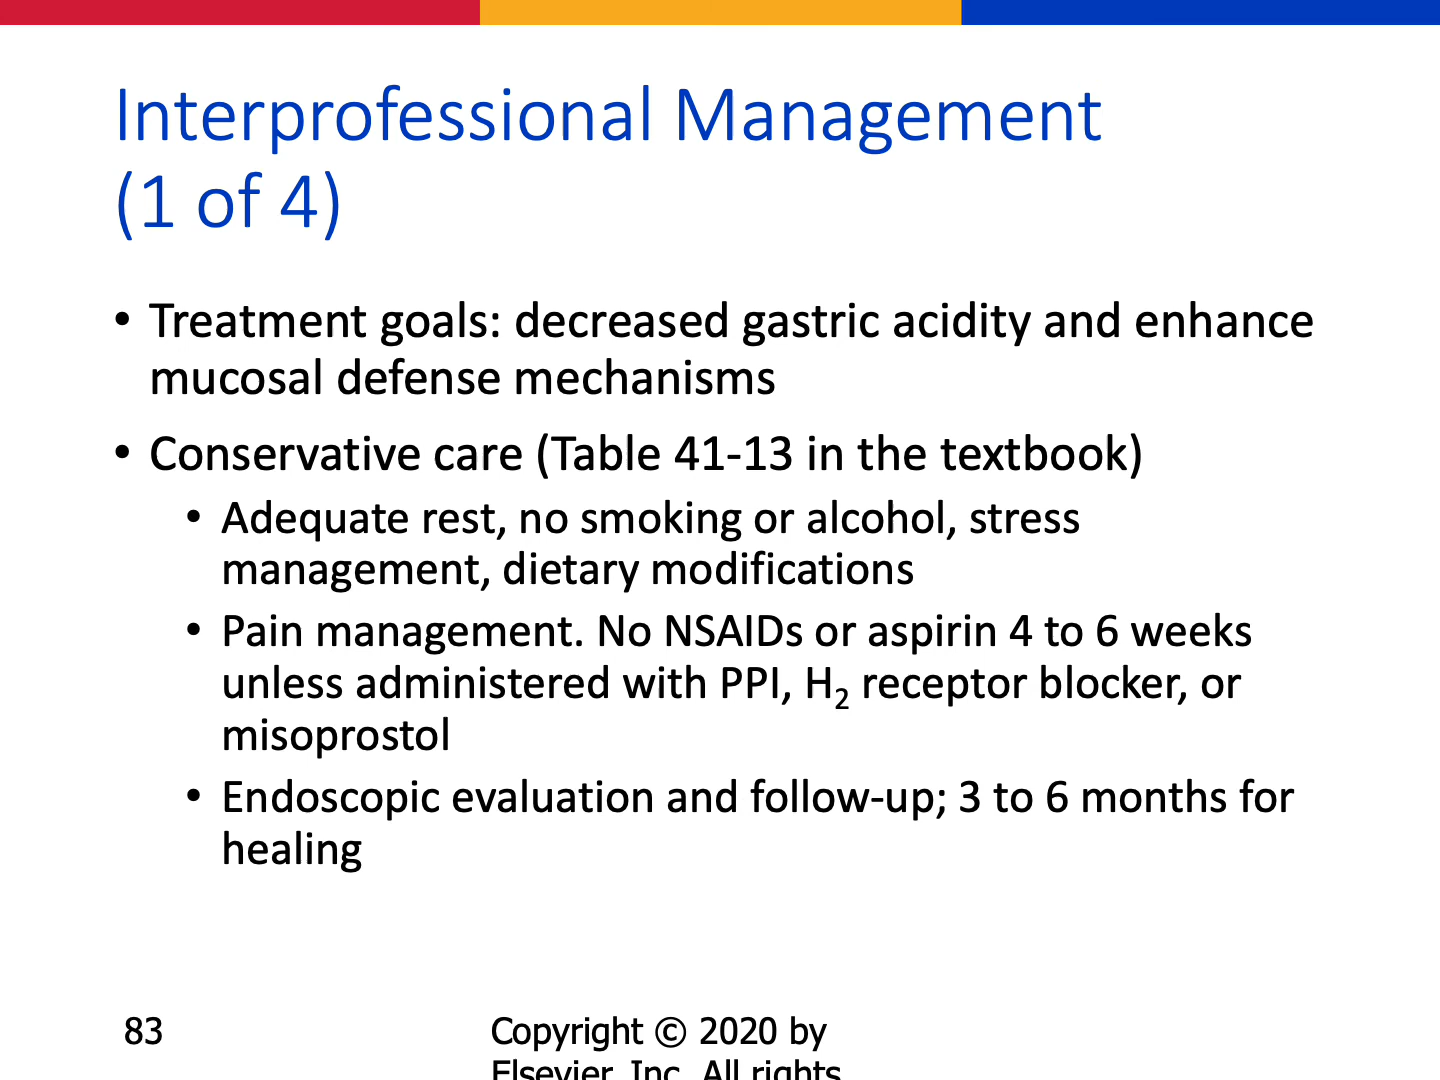 Interprofessional Management
(1 of 4)
• Treatment goals: decreased gastric acidity and enhance
mucosal defense mechanisms
• Conservative care (Table 41-13 in the textbook)
• Adequate rest, no smoking or alcohol, stress
management, dietary modifications
• Pain management. No NSAIDs or aspirin 4 to 6 weeks
unless administered with PPI, H₂ receptor blocker, or
misoprostol
• Endoscopic evaluation and follow-up; 3 to 6 months for
healing
83
Copyright © 2020 by
Elsevier, Inc. All rights